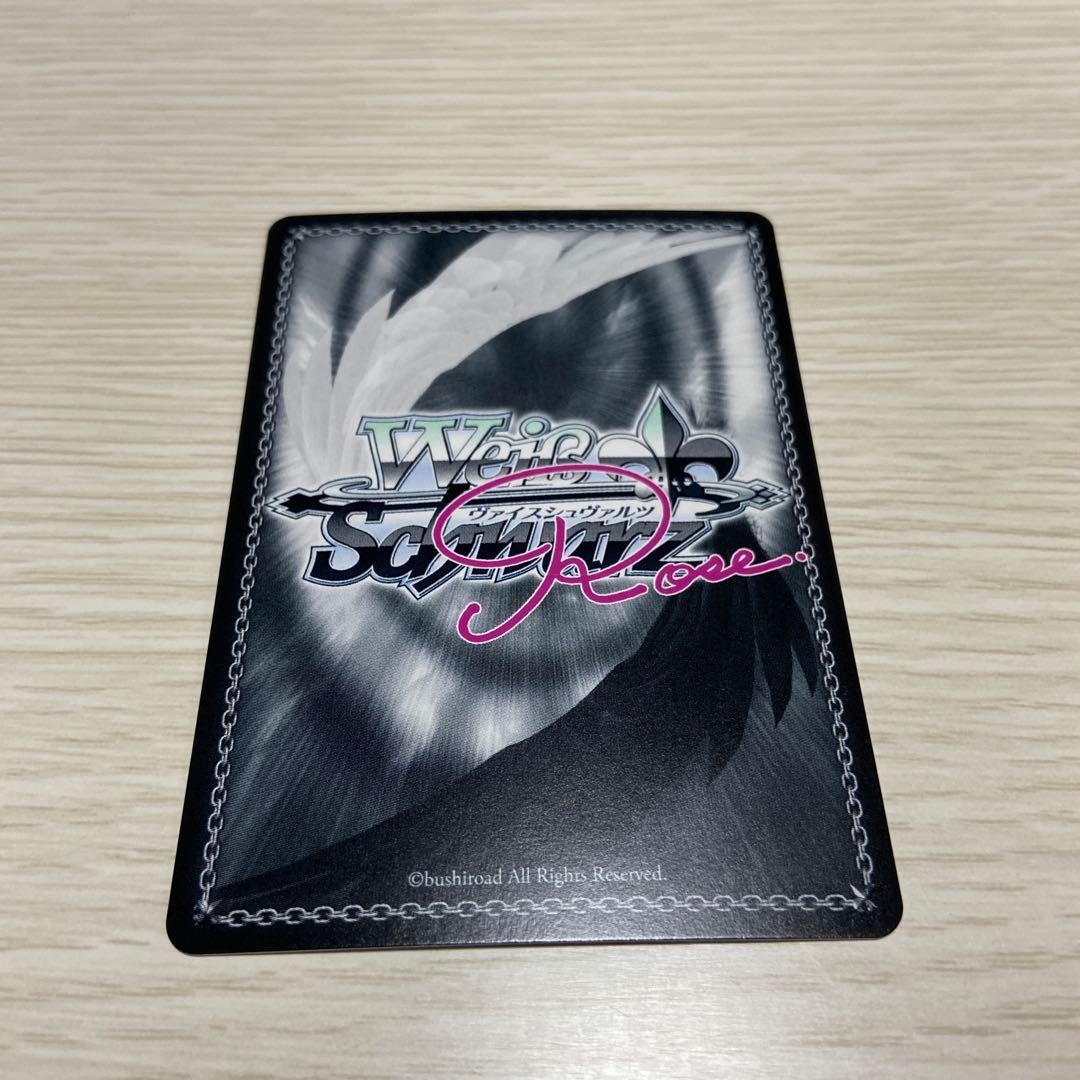 Weiß
ヴァイスシュヴァルツ
Schwarz
Rose.
©bushiroad All Rights Reserved.